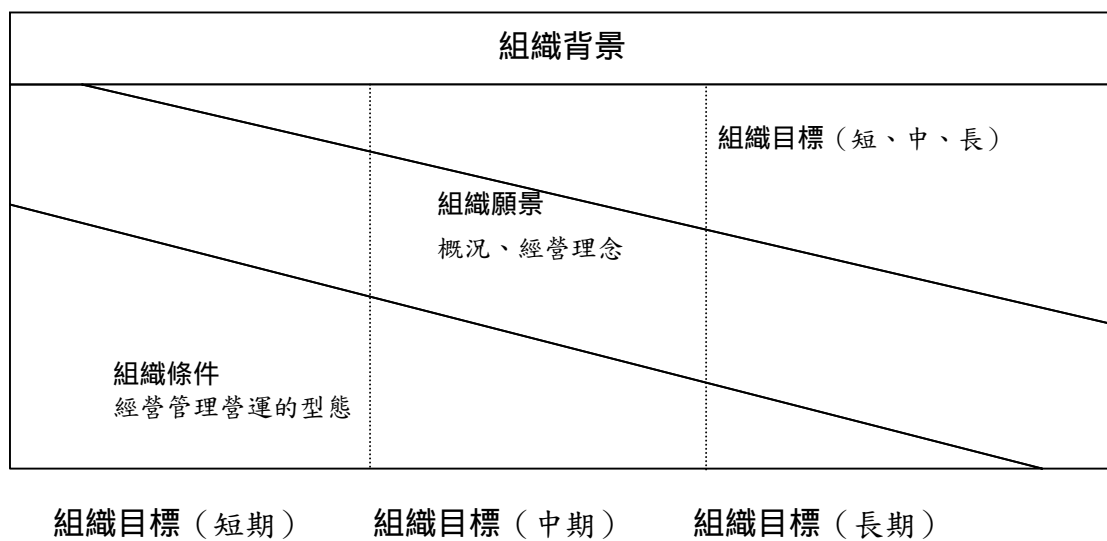 組織背景
組織目標（短、中、長）
組織願景
概況、經營理念
組織條件
經營管理營運的型態
組織目標（短期） 組織目標（中期） 組織目標（長期）